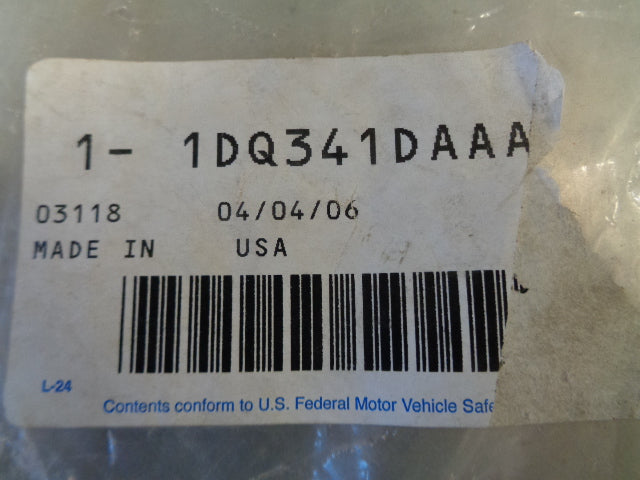 1- 1DQ341DAAA
03118 04/04/06
MADE IN USA
L-24
Contents conform to U.S. Federal Motor Vehicle Safe